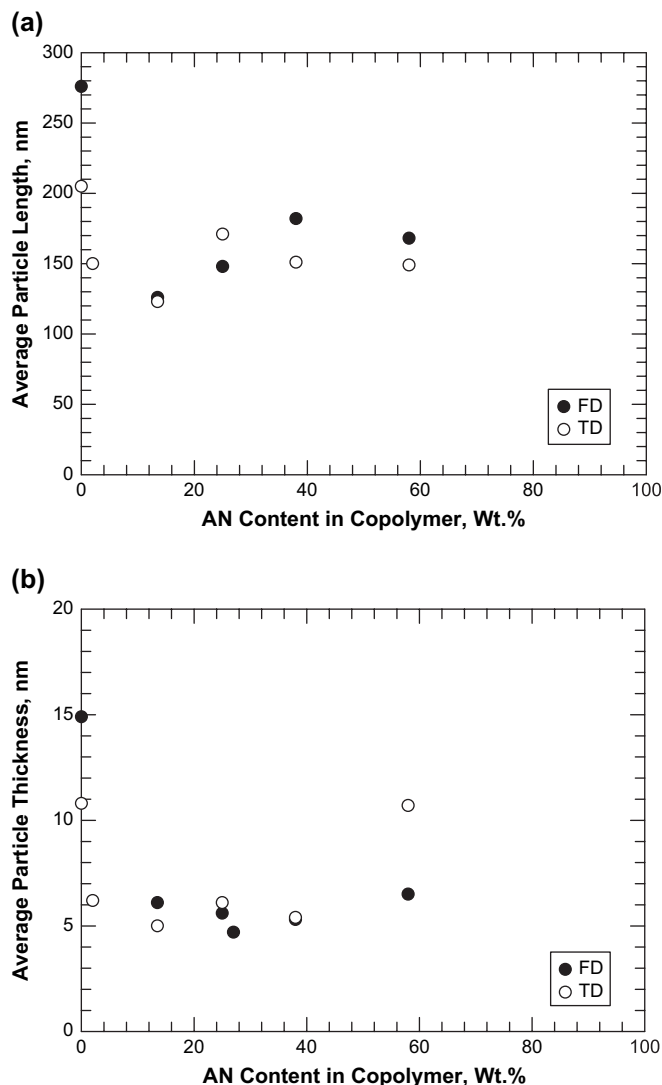 (a)
300
250
200
150
100
50
0
Average Particle Length, nm
FD
TD
0 20 40 60 80 100
AN Content in Copolymer, Wt.%
(b)
20
15
10
5
0
Average Particle Thickness, nm
FD
TD
0 20 40 60 80 100
AN Content in Copolymer, Wt.%